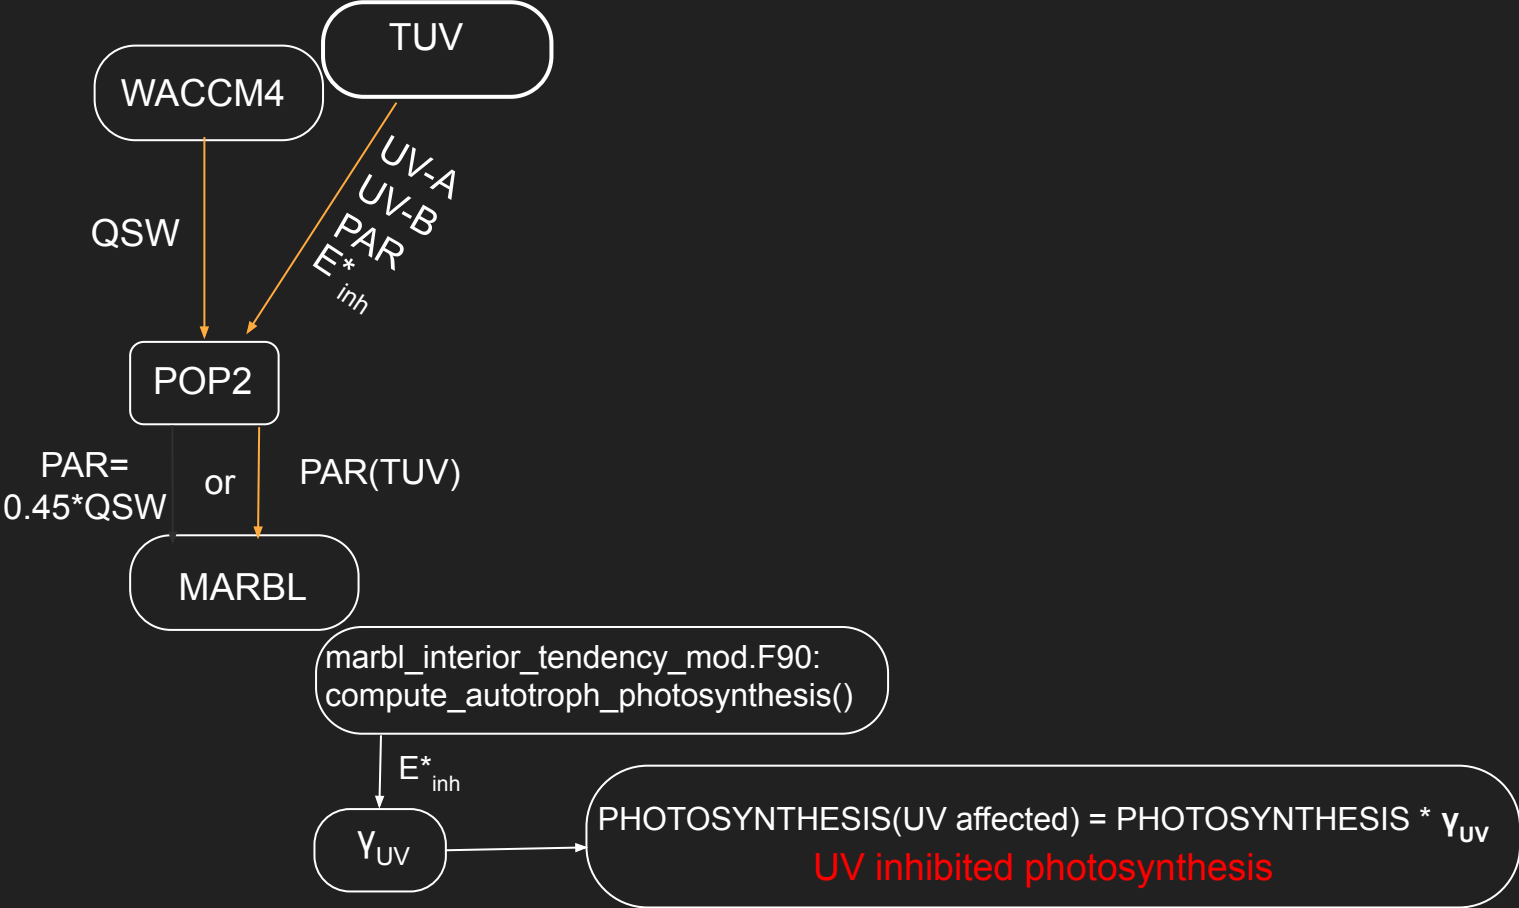 TUV
WACCM4
UV-A
UV-B
PAR
E*inh
QSW
POP2
PAR=
0.45*QSW
or
PAR(TUV)
MARBL
marbl_interior_tendency_mod.F90:
compute_autotroph_photosynthesis()
E*inh
γUV
PHOTOSYNTHESIS(UV affected) = PHOTOSYNTHESIS * γUV
UV inhibited photosynthesis